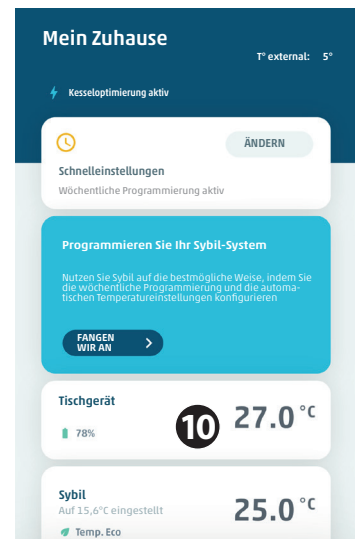 Mein Zuhause
T° external: 5°
Kesseloptimierung aktiv
ÄNDERN
Schnelleinstellungen
Wöchentliche Programmierung aktiv
Programmieren Sie Ihr Sybil-System
Nutzen Sie Sybil auf die bestmögliche Weise, indem Sie
die wöchentliche Programmierung und die automa-
tischen Temperatureinstellungen konfigurieren
FANGEN
WIR AN
Tischgerät
78%
10
27.0 °C
Sybil
Auf 15,6°C eingestellt
25.0 °C
Temp. Eco